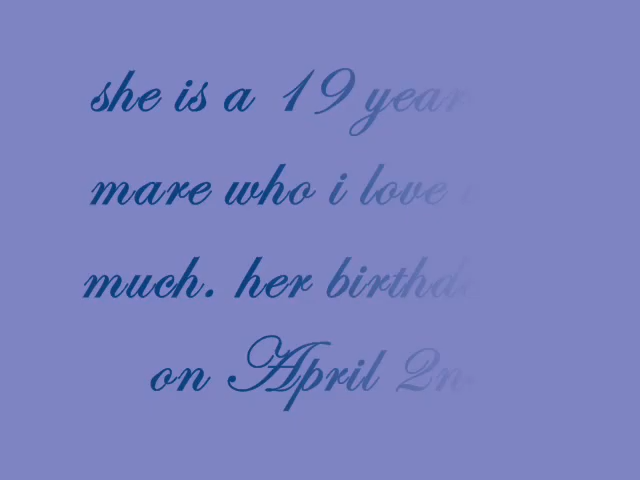 she is a 19 year
mare who i love
much. her birthd
on April 2n